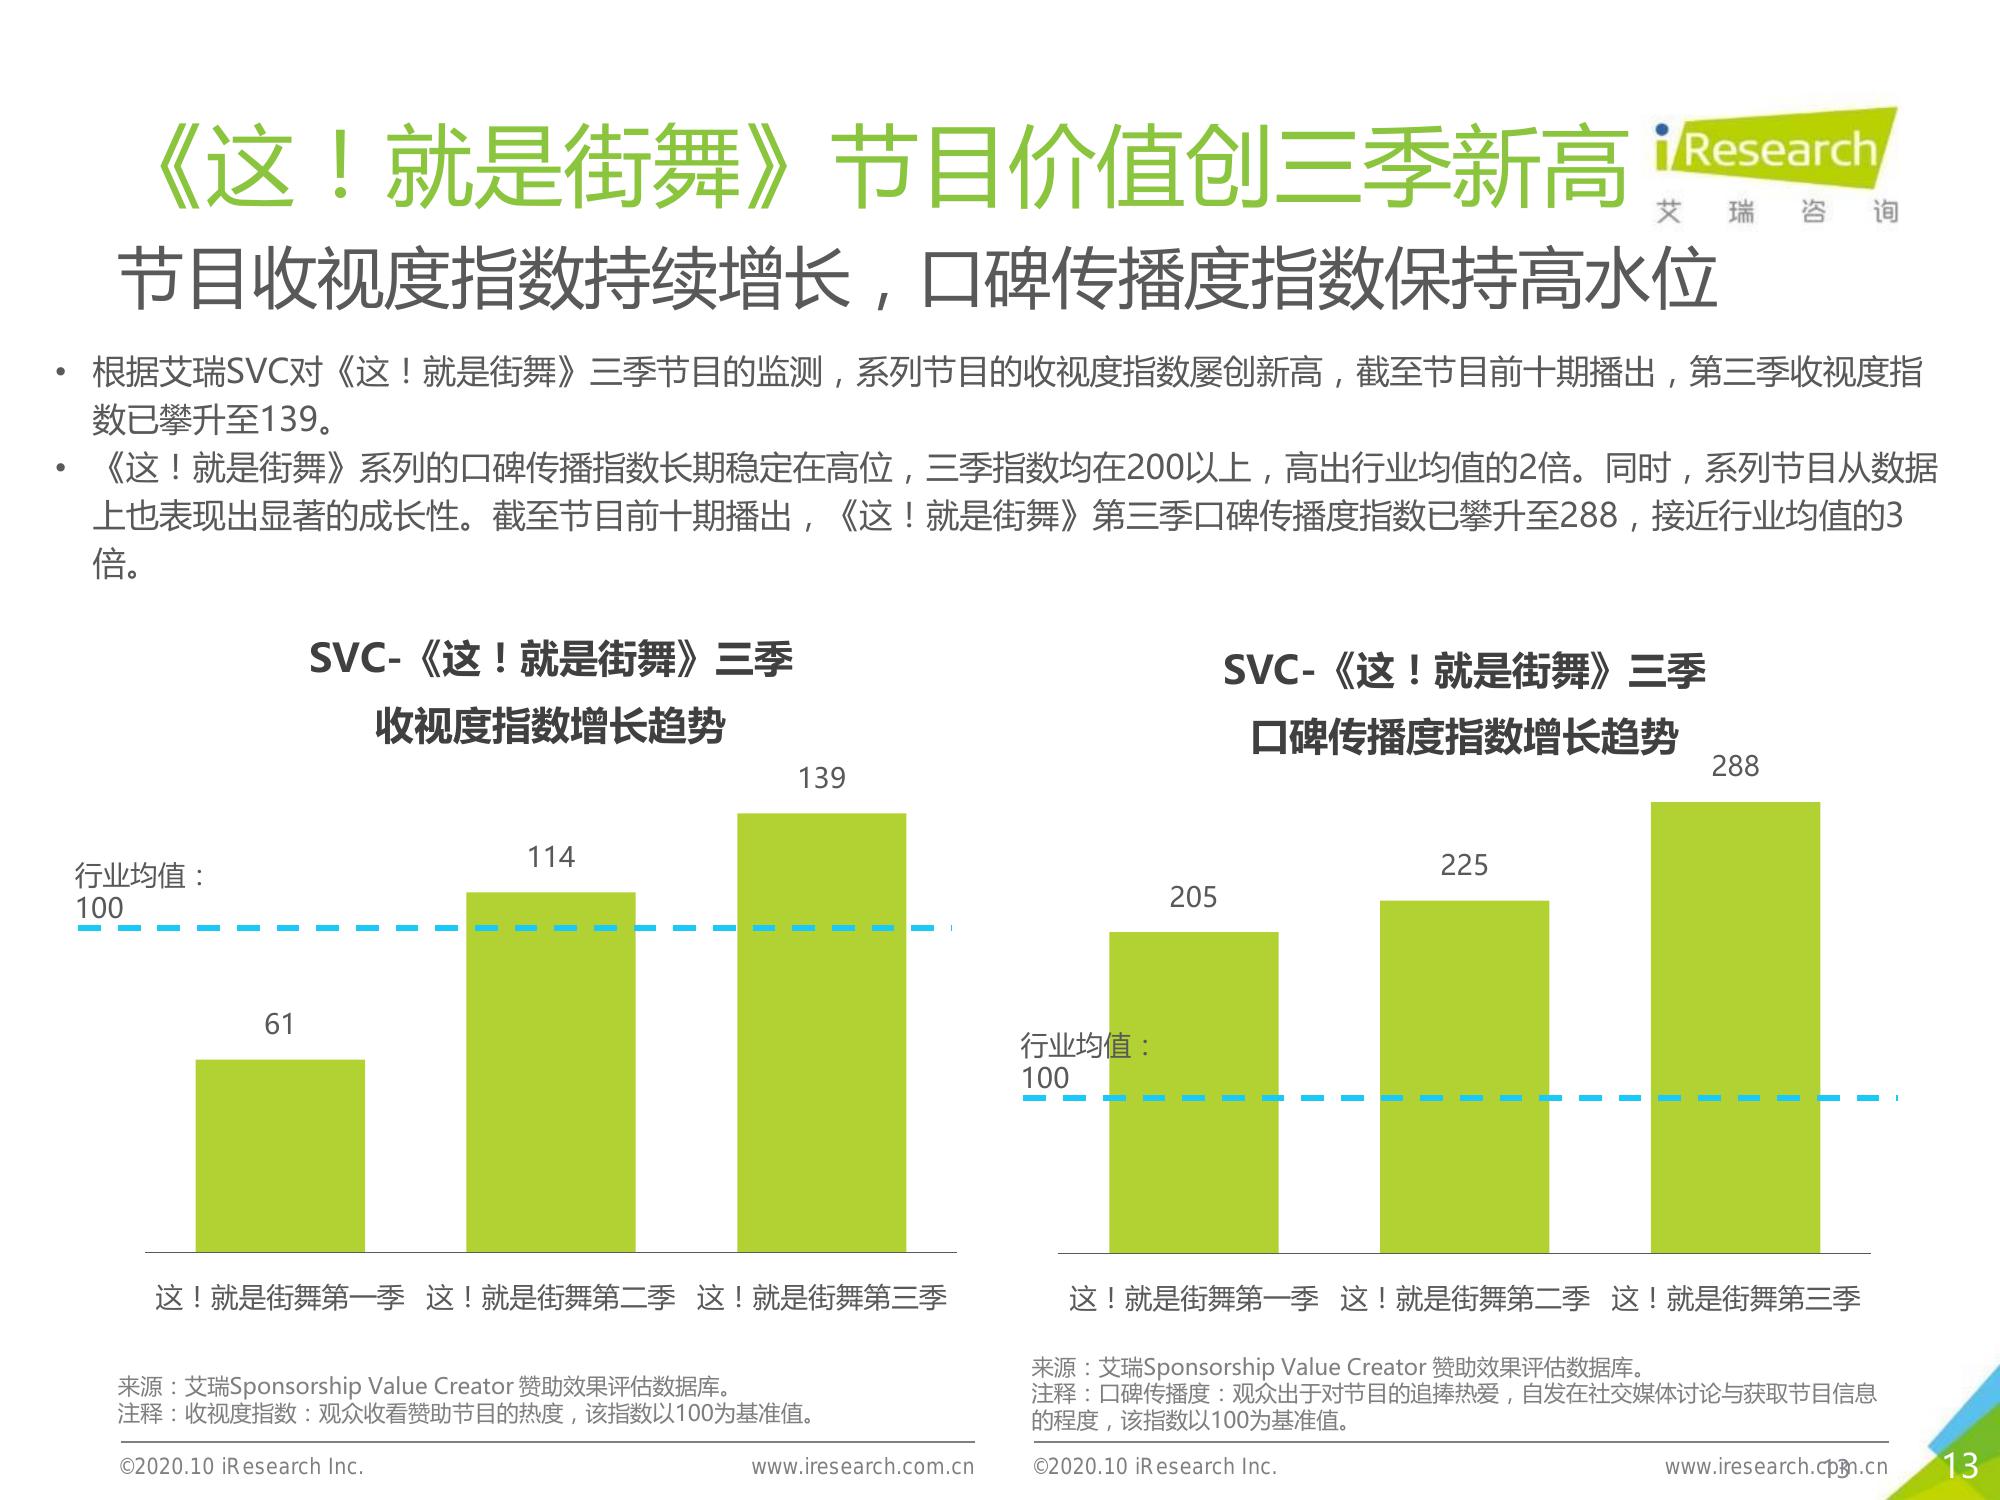 《这！就是街舞》节目价值创三季新高
iResearch
艾瑞咨询
节目收视度指数持续增长，口碑传播度指数保持高水位
• 根据艾瑞SVC对《这！就是街舞》三季节目的监测，系列节目的收视度指数屡创新高，截至节目前十期播出，第三季收视度指
数已攀升至139。
• 《这！就是街舞》系列的口碑传播指数长期稳定在高位，三季指数均在200以上，高出行业均值的2倍。同时，系列节目从数据
上也表现出显著的成长性。截至节目前十期播出，《这！就是街舞》第三季口碑传播度指数已攀升至288，接近行业均值的3
倍。
SVC-《这！就是街舞》三季
收视度指数增长趋势
139
114
行业均值：
100
61
这！就是街舞第一季 这！就是街舞第二季 这！就是街舞第三季
来源：艾瑞Sponsorship Value Creator 赞助效果评估数据库。
注释：收视度指数：观众收看赞助节目的热度，该指数以100为基准值。
©2020.10 iResearch Inc. www.iresearch.com.cn
SVC-《这！就是街舞》三季
口碑传播度指数增长趋势
288
225
205
行业均值：
100
这！就是街舞第一季 这！就是街舞第二季 这！就是街舞第三季
来源：艾瑞Sponsorship Value Creator 赞助效果评估数据库。
注释：口碑传播度：观众出于对节目的追捧热爱，自发在社交媒体讨论与获取节目信息
的程度，该指数以100为基准值。
©2020.10 iResearch Inc. www.iresearch.com.cn
13
13